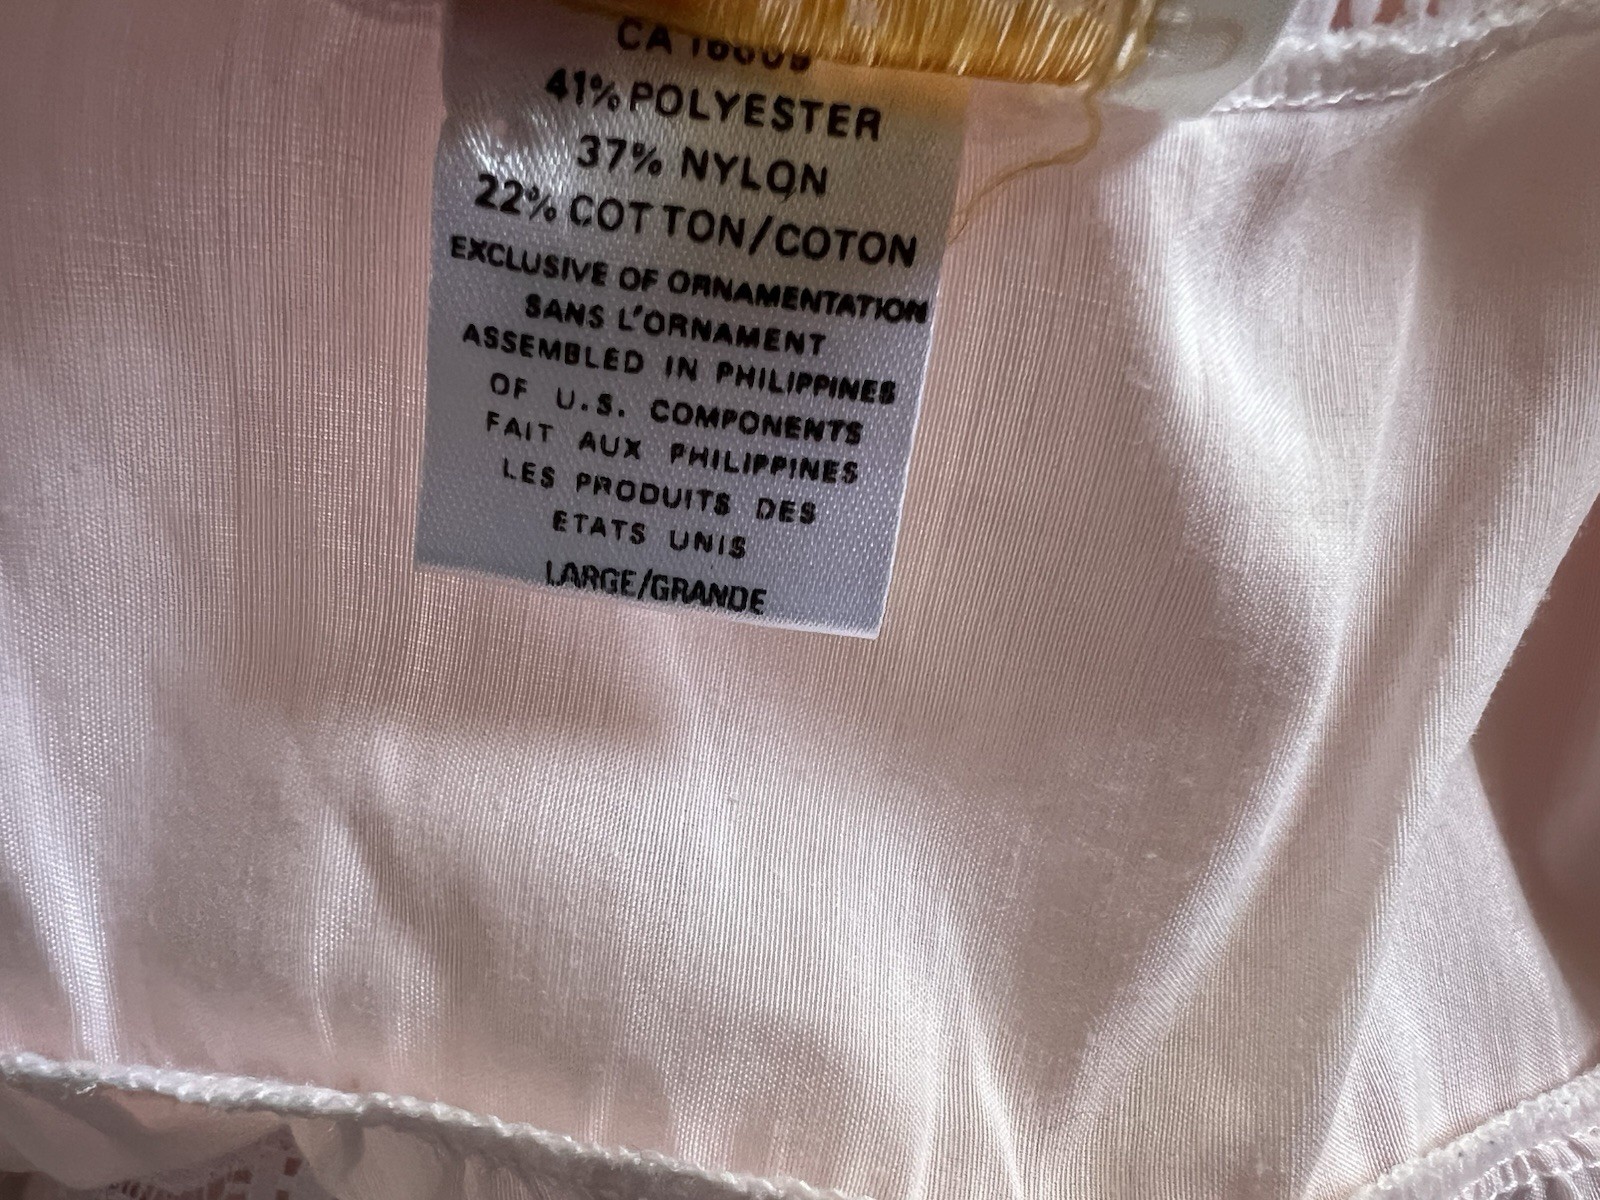 CA
41% POLYESTER
37% NYLON
22% COTTON/COTON
EXCLUSIVE OF ORNAMENTATION
SANS L'ORNAMENT
ASSEMBLED IN PHILIPPINES
OF U.S. COMPONENTS
FAIT AUX PHILIPPINES
LES PRODUITS DES
ETATS UNIS
LARGE/GRANDE